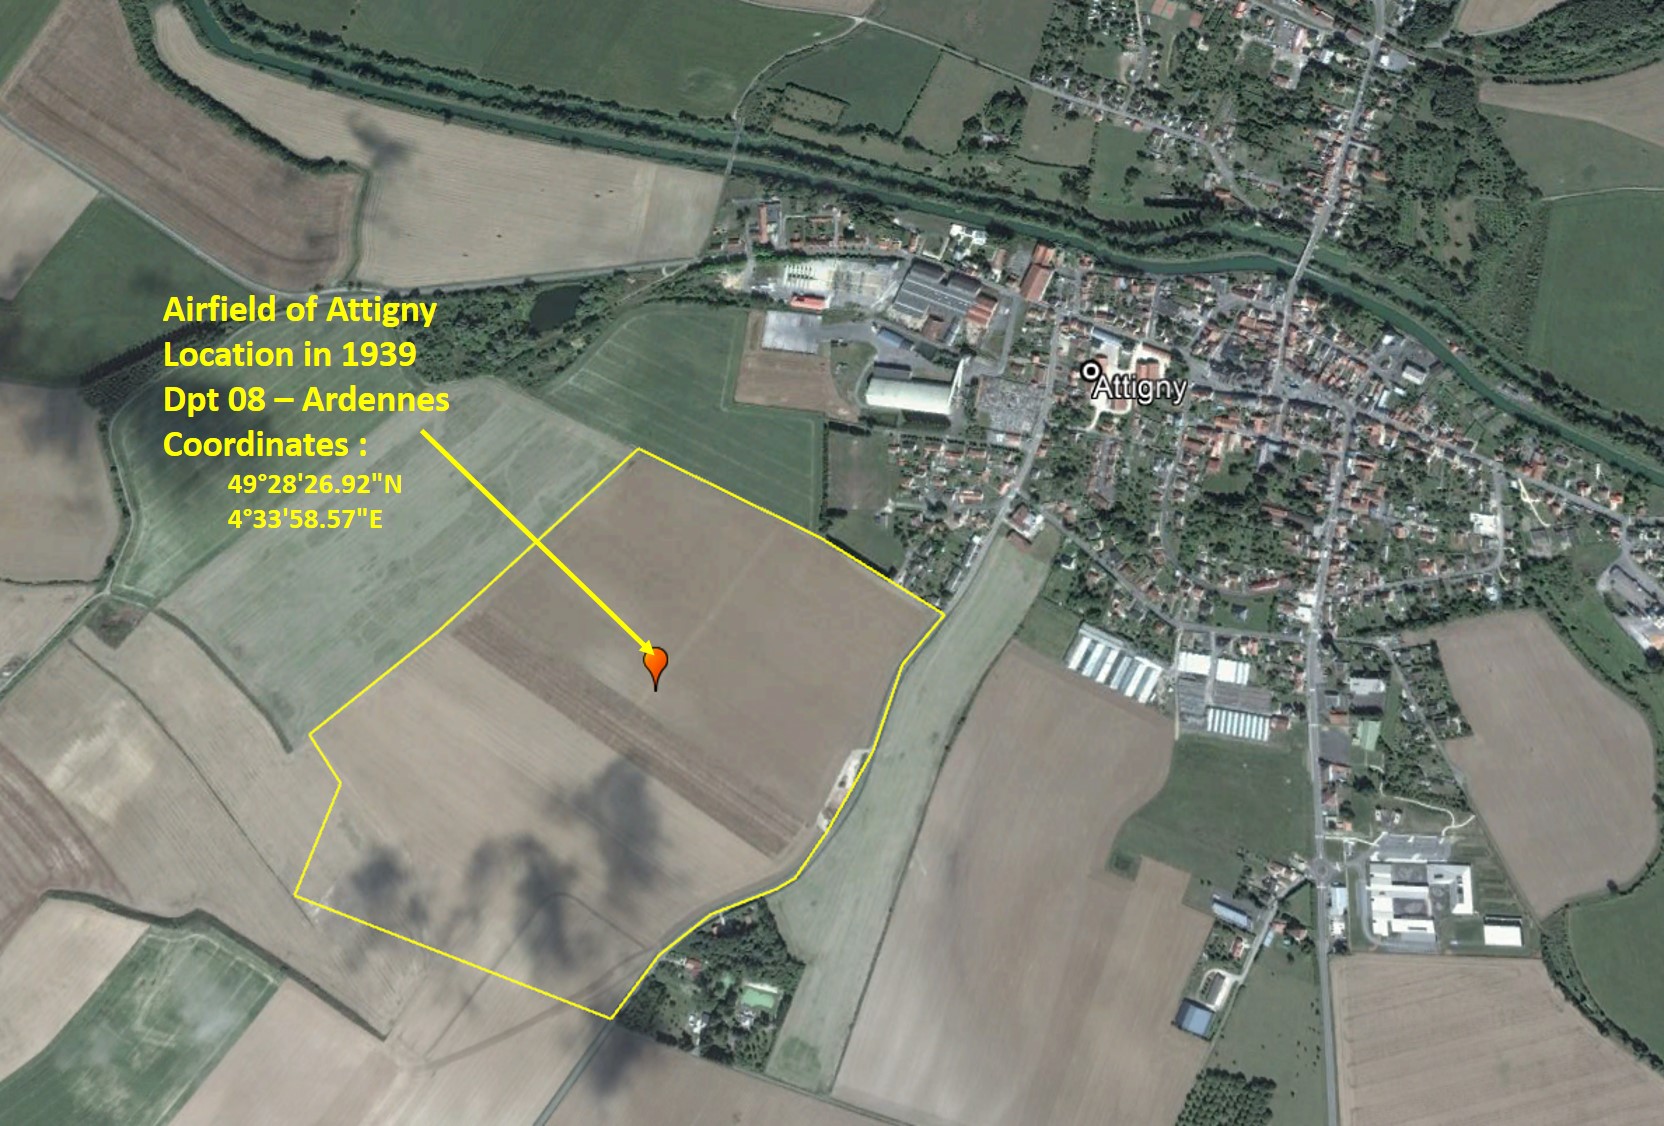 Airfield of Attigny
Location in 1939
Dpt 08 – Ardennes
Coordinates :
49°28'26.92"N
4°33'58.57"E
Attigny